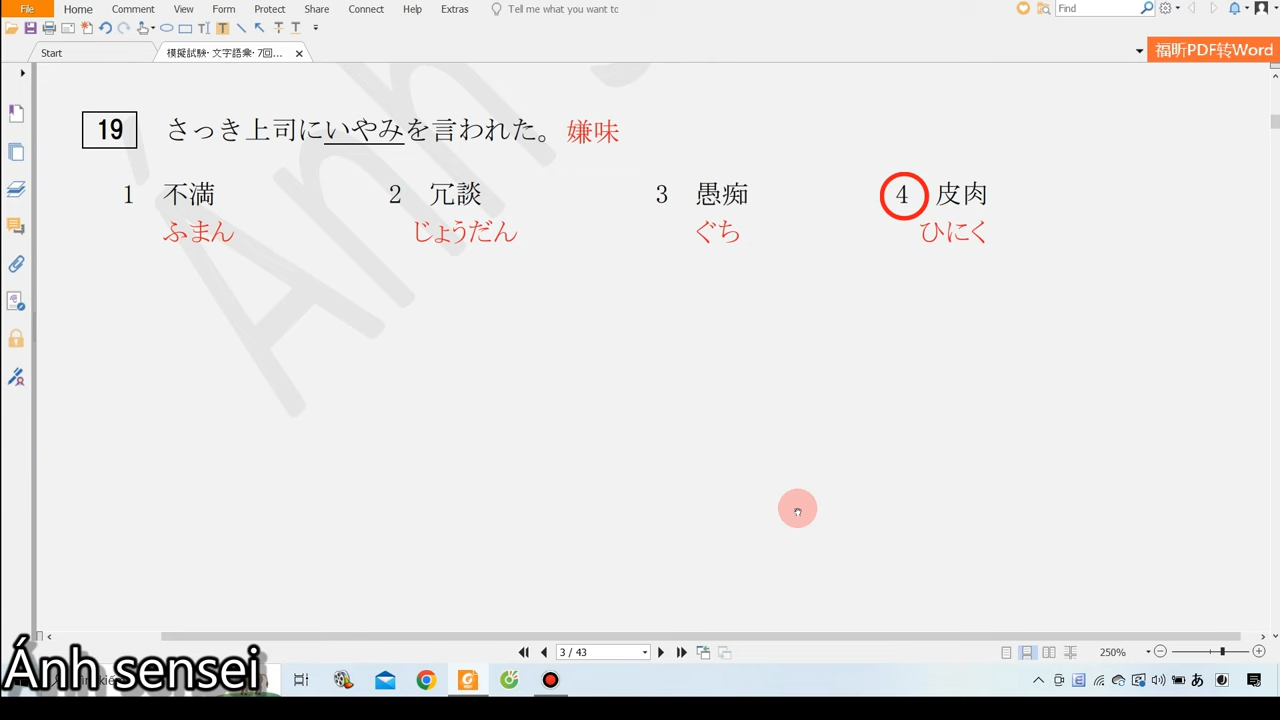 File Home Comment View Form Protect Share Connect Help Extras Tell me what you want to Find
Start 模擬試験・文字語彙・7回... 福昕PDF转Word
19 さっき上司にいやみを言われた。 嫌味
1 不満 2 冗談 3 愚痴 4 皮肉
ふまん じょうだん ぐち ひにく
3 / 43 250%
Ánh sensei